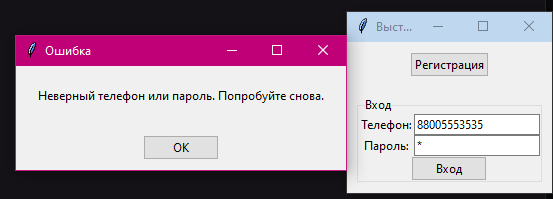 Ошибка
Неверный телефон или пароль. Попробуйте снова.
OK
Выст...
Регистрация
Вход
Телефон: 88005553535
Пароль: *
Вход